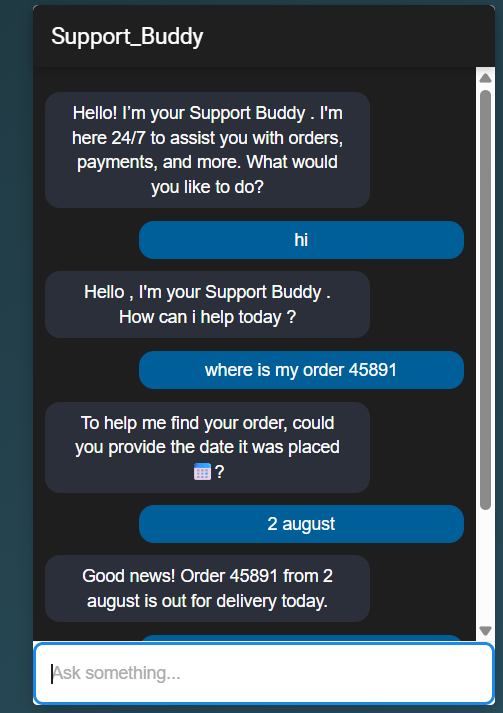 Support_Buddy
Hello! I’m your Support Buddy . I'm
here 24/7 to assist you with orders,
payments, and more. What would
you like to do?
hi
Hello , I'm your Support Buddy .
How can i help today ?
where is my order 45891
To help me find your order, could
you provide the date it was placed
?
2 august
Good news! Order 45891 from 2
august is out for delivery today.
Ask something...